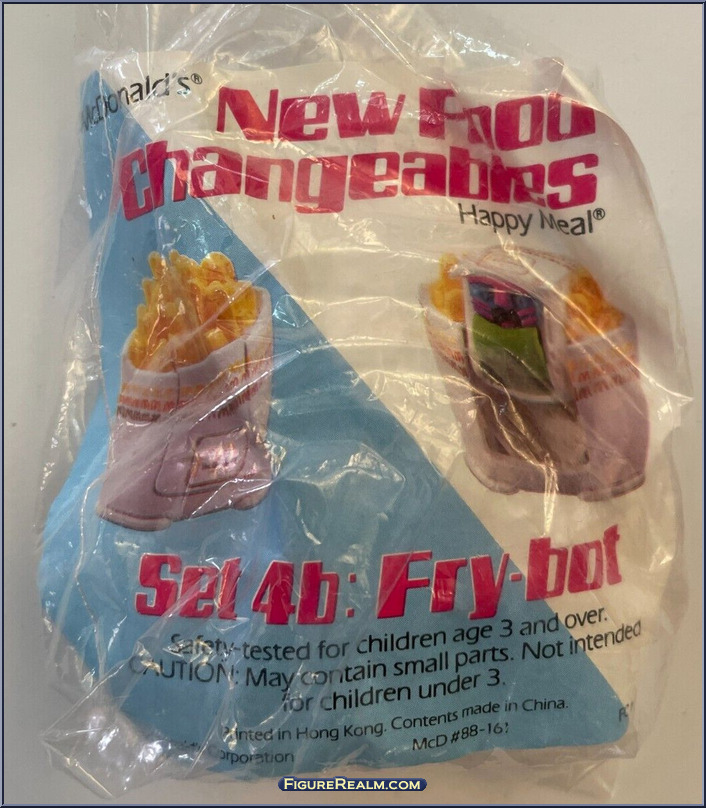 McDonald's®
New Food
Changeables
Happy Meal®
Set 4b: Fry-bot
Safety-tested for children age 3 and over.
CAUTION: May contain small parts. Not intended
for children under 3.
Printed in Hong Kong. Contents made in China.
McD #88-161
Corporation
FIGUREREALM.COM